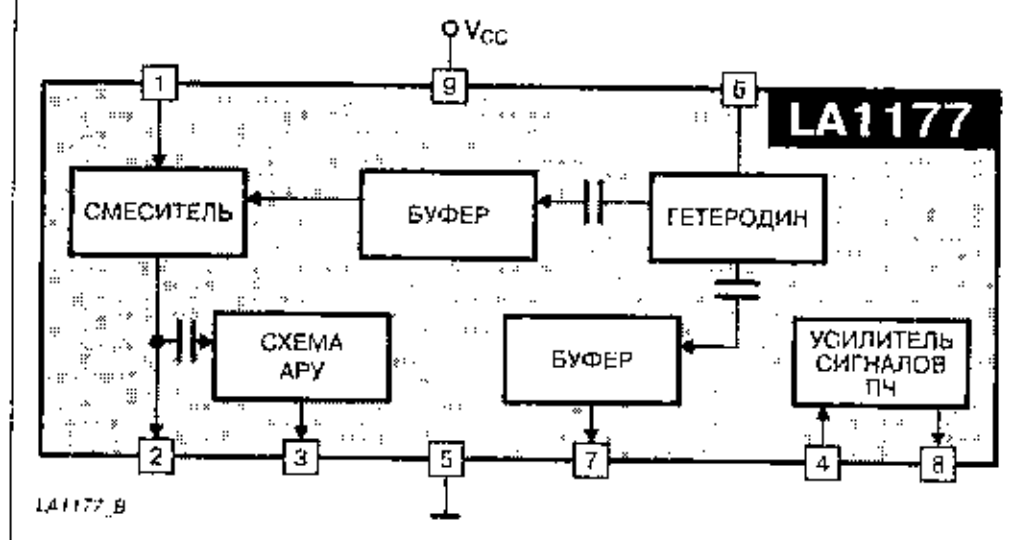 VCC
1
9
6
LA1177
СМЕСИТЕЛЬ
БУФЕР
ГЕТЕРОДИН
СХЕМА
АРУ
БУФЕР
УСИЛИТЕЛЬ
СИГНАЛОВ
ПЧ
2
3
5
7
4
8
LA1177_B